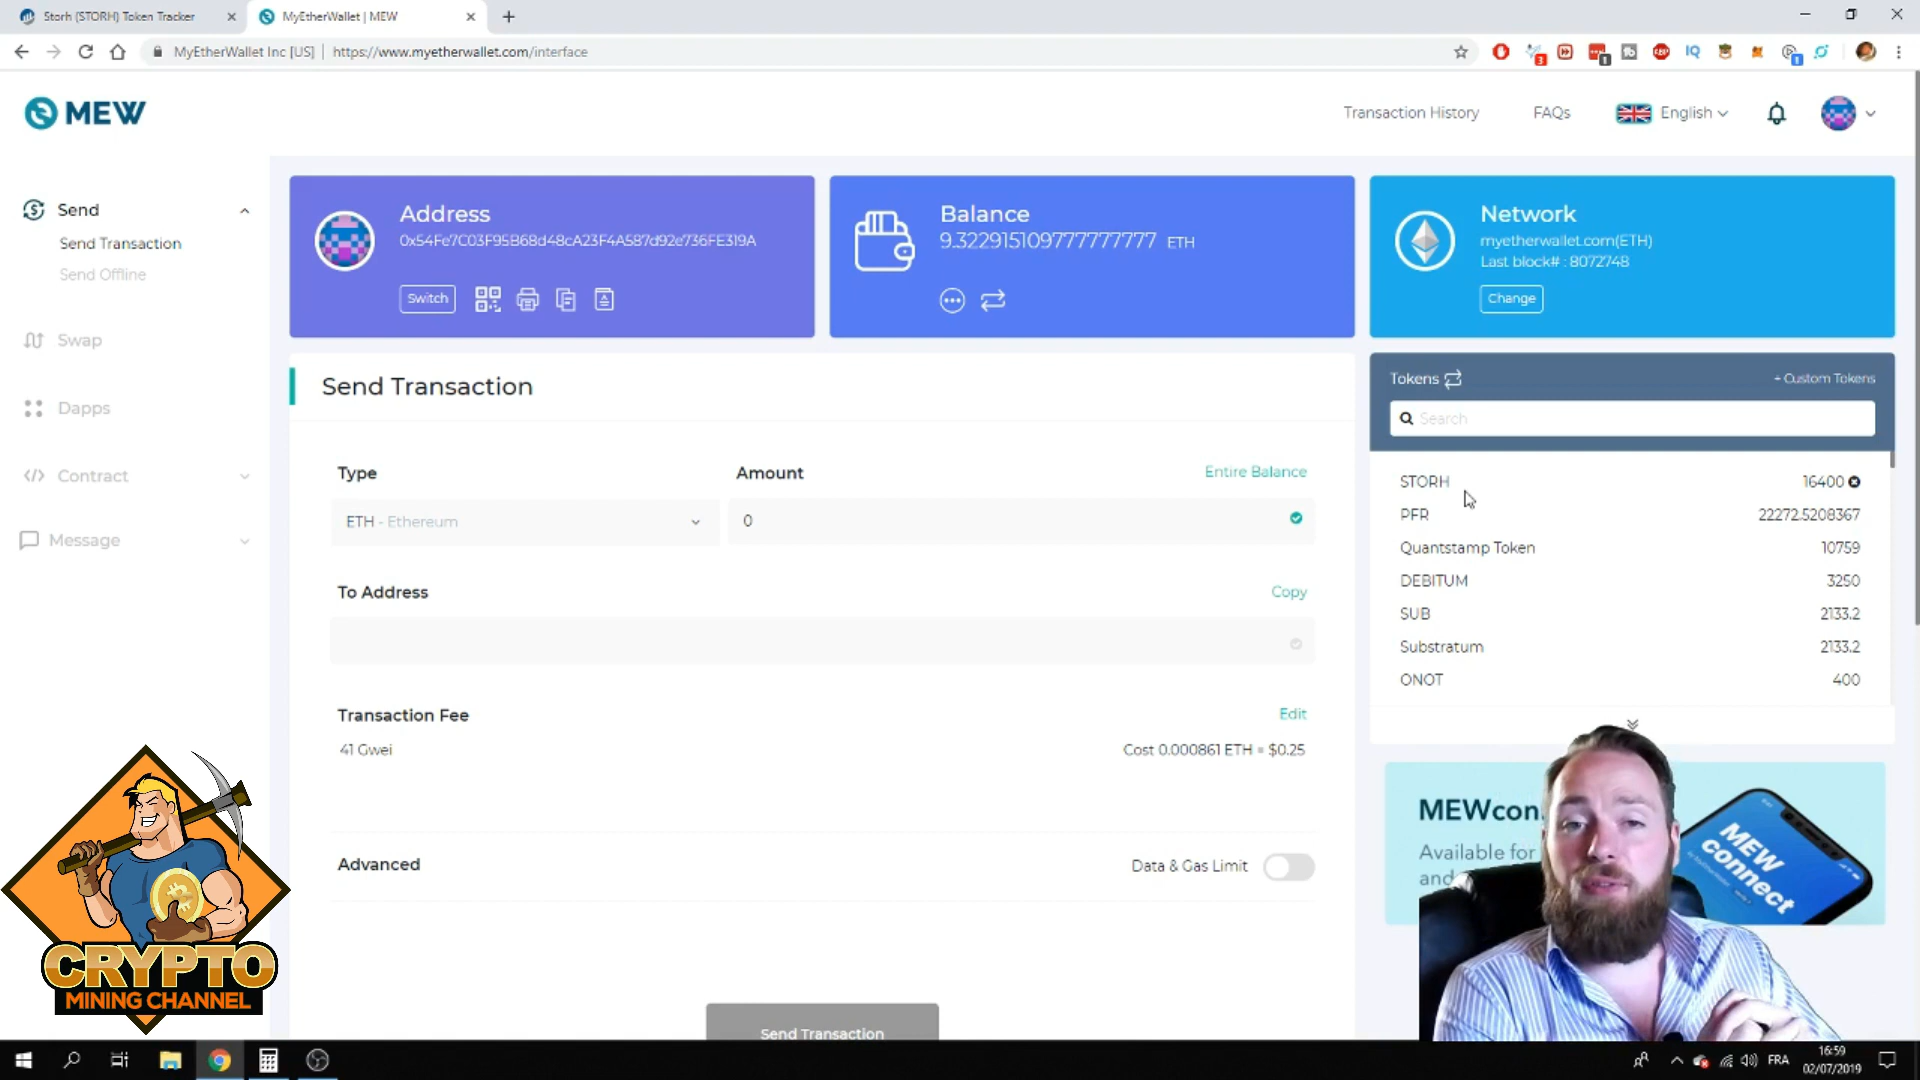 Storh (STORH) Token Tracker
MyEtherWallet | MEW
MyEtherWallet Inc [US] | https://www.myetherwallet.com/interface
MEW
Transaction History
FAQs
English
Send
Send Transaction
Send Offline
Swap
Dapps
Contract
Message
Address
0x54Fe7C03F95B68d48cA23F4A587d92e736FE319A
Switch
Balance
9.322915109777777777 ETH
Network
myetherwallet.com(ETH)
Last block# : 8072748
Change
Send Transaction
Type
Amount
Entire Balance
ETH - Ethereum
0
To Address
Copy
Transaction Fee
Edit
41 Gwei
Cost 0.000861 ETH = $0.25
Advanced
Data & Gas Limit
Send Transaction
Tokens
+ Custom Tokens
Search
STORH 16400
PFR 22272.5208367
Quantstamp Token 10759
DEBITUM 3250
SUB 2133.2
Substratum 2133.2
ONOT 400
MEWcon
Available for
and
MEW
connect
CRYPTO
MINING CHANNEL
FRA
16:59
02/07/2019